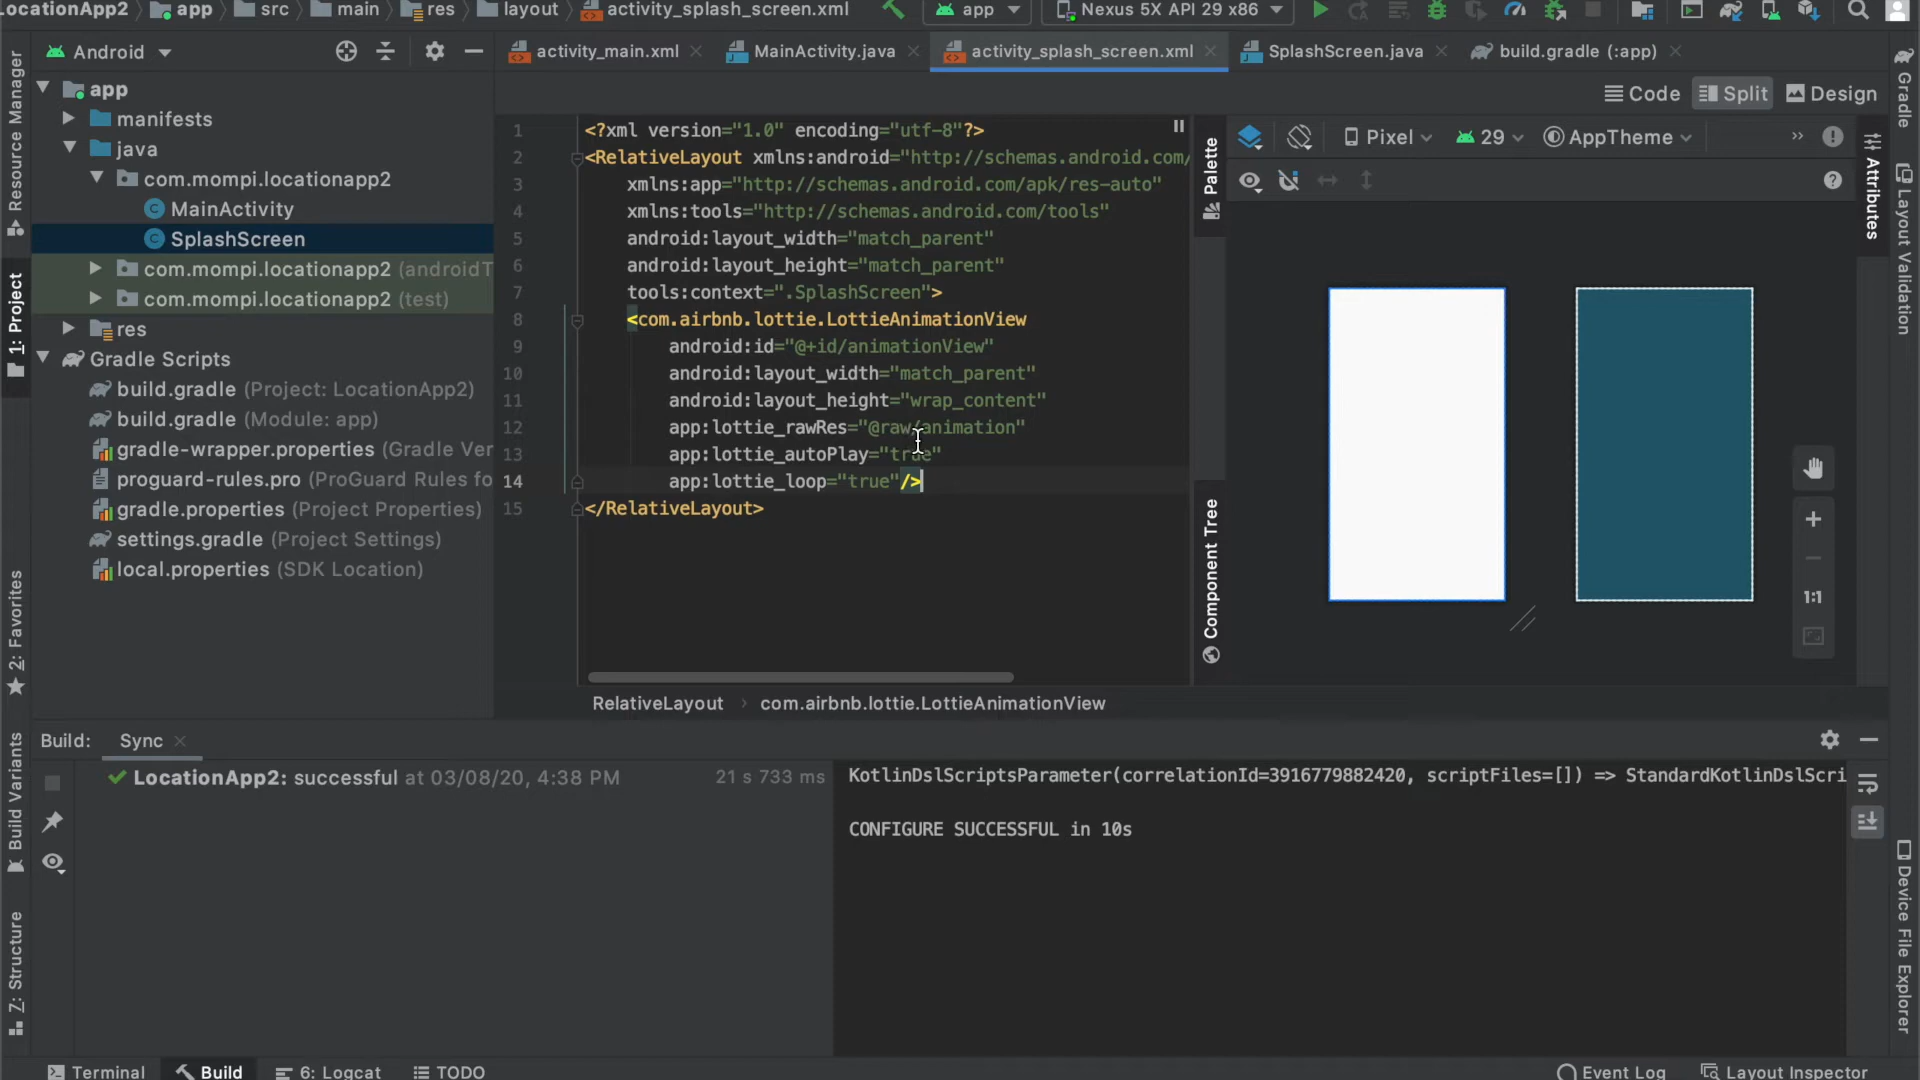 ocationApp2 app src main res layout activity_splash_screen.xml app Nexus 5X API 29 x86
Android
activity_main.xml MainActivity.java activity_splash_screen.xml SplashScreen.java build.gradle (:app)
Code Split Design
Pixel 29 AppTheme
app
manifests
java
com.mompi.locationapp2
MainActivity
SplashScreen
com.mompi.locationapp2 (androidT
com.mompi.locationapp2 (test)
res
Gradle Scripts
build.gradle (Project: LocationApp2)
build.gradle (Module: app)
gradle-wrapper.properties (Gradle Ver
proguard-rules.pro (ProGuard Rules fo
gradle.properties (Project Properties)
settings.gradle (Project Settings)
local.properties (SDK Location)
1 <?xml version="1.0" encoding="utf-8"?>
2 <RelativeLayout xmlns:android="http://schemas.android.com/
3 xmlns:app="http://schemas.android.com/apk/res-auto"
4 xmlns:tools="http://schemas.android.com/tools"
5 android:layout_width="match_parent"
6 android:layout_height="match_parent"
7 tools:context=".SplashScreen">
8 <com.airbnb.lottie.LottieAnimationView
9 android:id="@+id/animationView"
10 android:layout_width="match_parent"
11 android:layout_height="wrap_content"
12 app:lottie_rawRes="@raw/animation"
13 app:lottie_autoPlay="true"
14 app:lottie_loop="true"/>
15 </RelativeLayout>
RelativeLayout com.airbnb.lottie.LottieAnimationView
Palette
Component Tree
Attributes
1:1
Resource Manager
1: Project
2: Favorites
Build Variants
Z: Structure
Gradle
Layout Validation
Device File Explorer
Build: Sync
LocationApp2: successful at 03/08/20, 4:38 PM 21 s 733 ms
KotlinDslScriptsParameter(correlationId=3916779882420, scriptFiles=[]) => StandardKotlinDslScri
CONFIGURE SUCCESSFUL in 10s
Terminal Build 6: Logcat TODO Event Log Layout Inspector